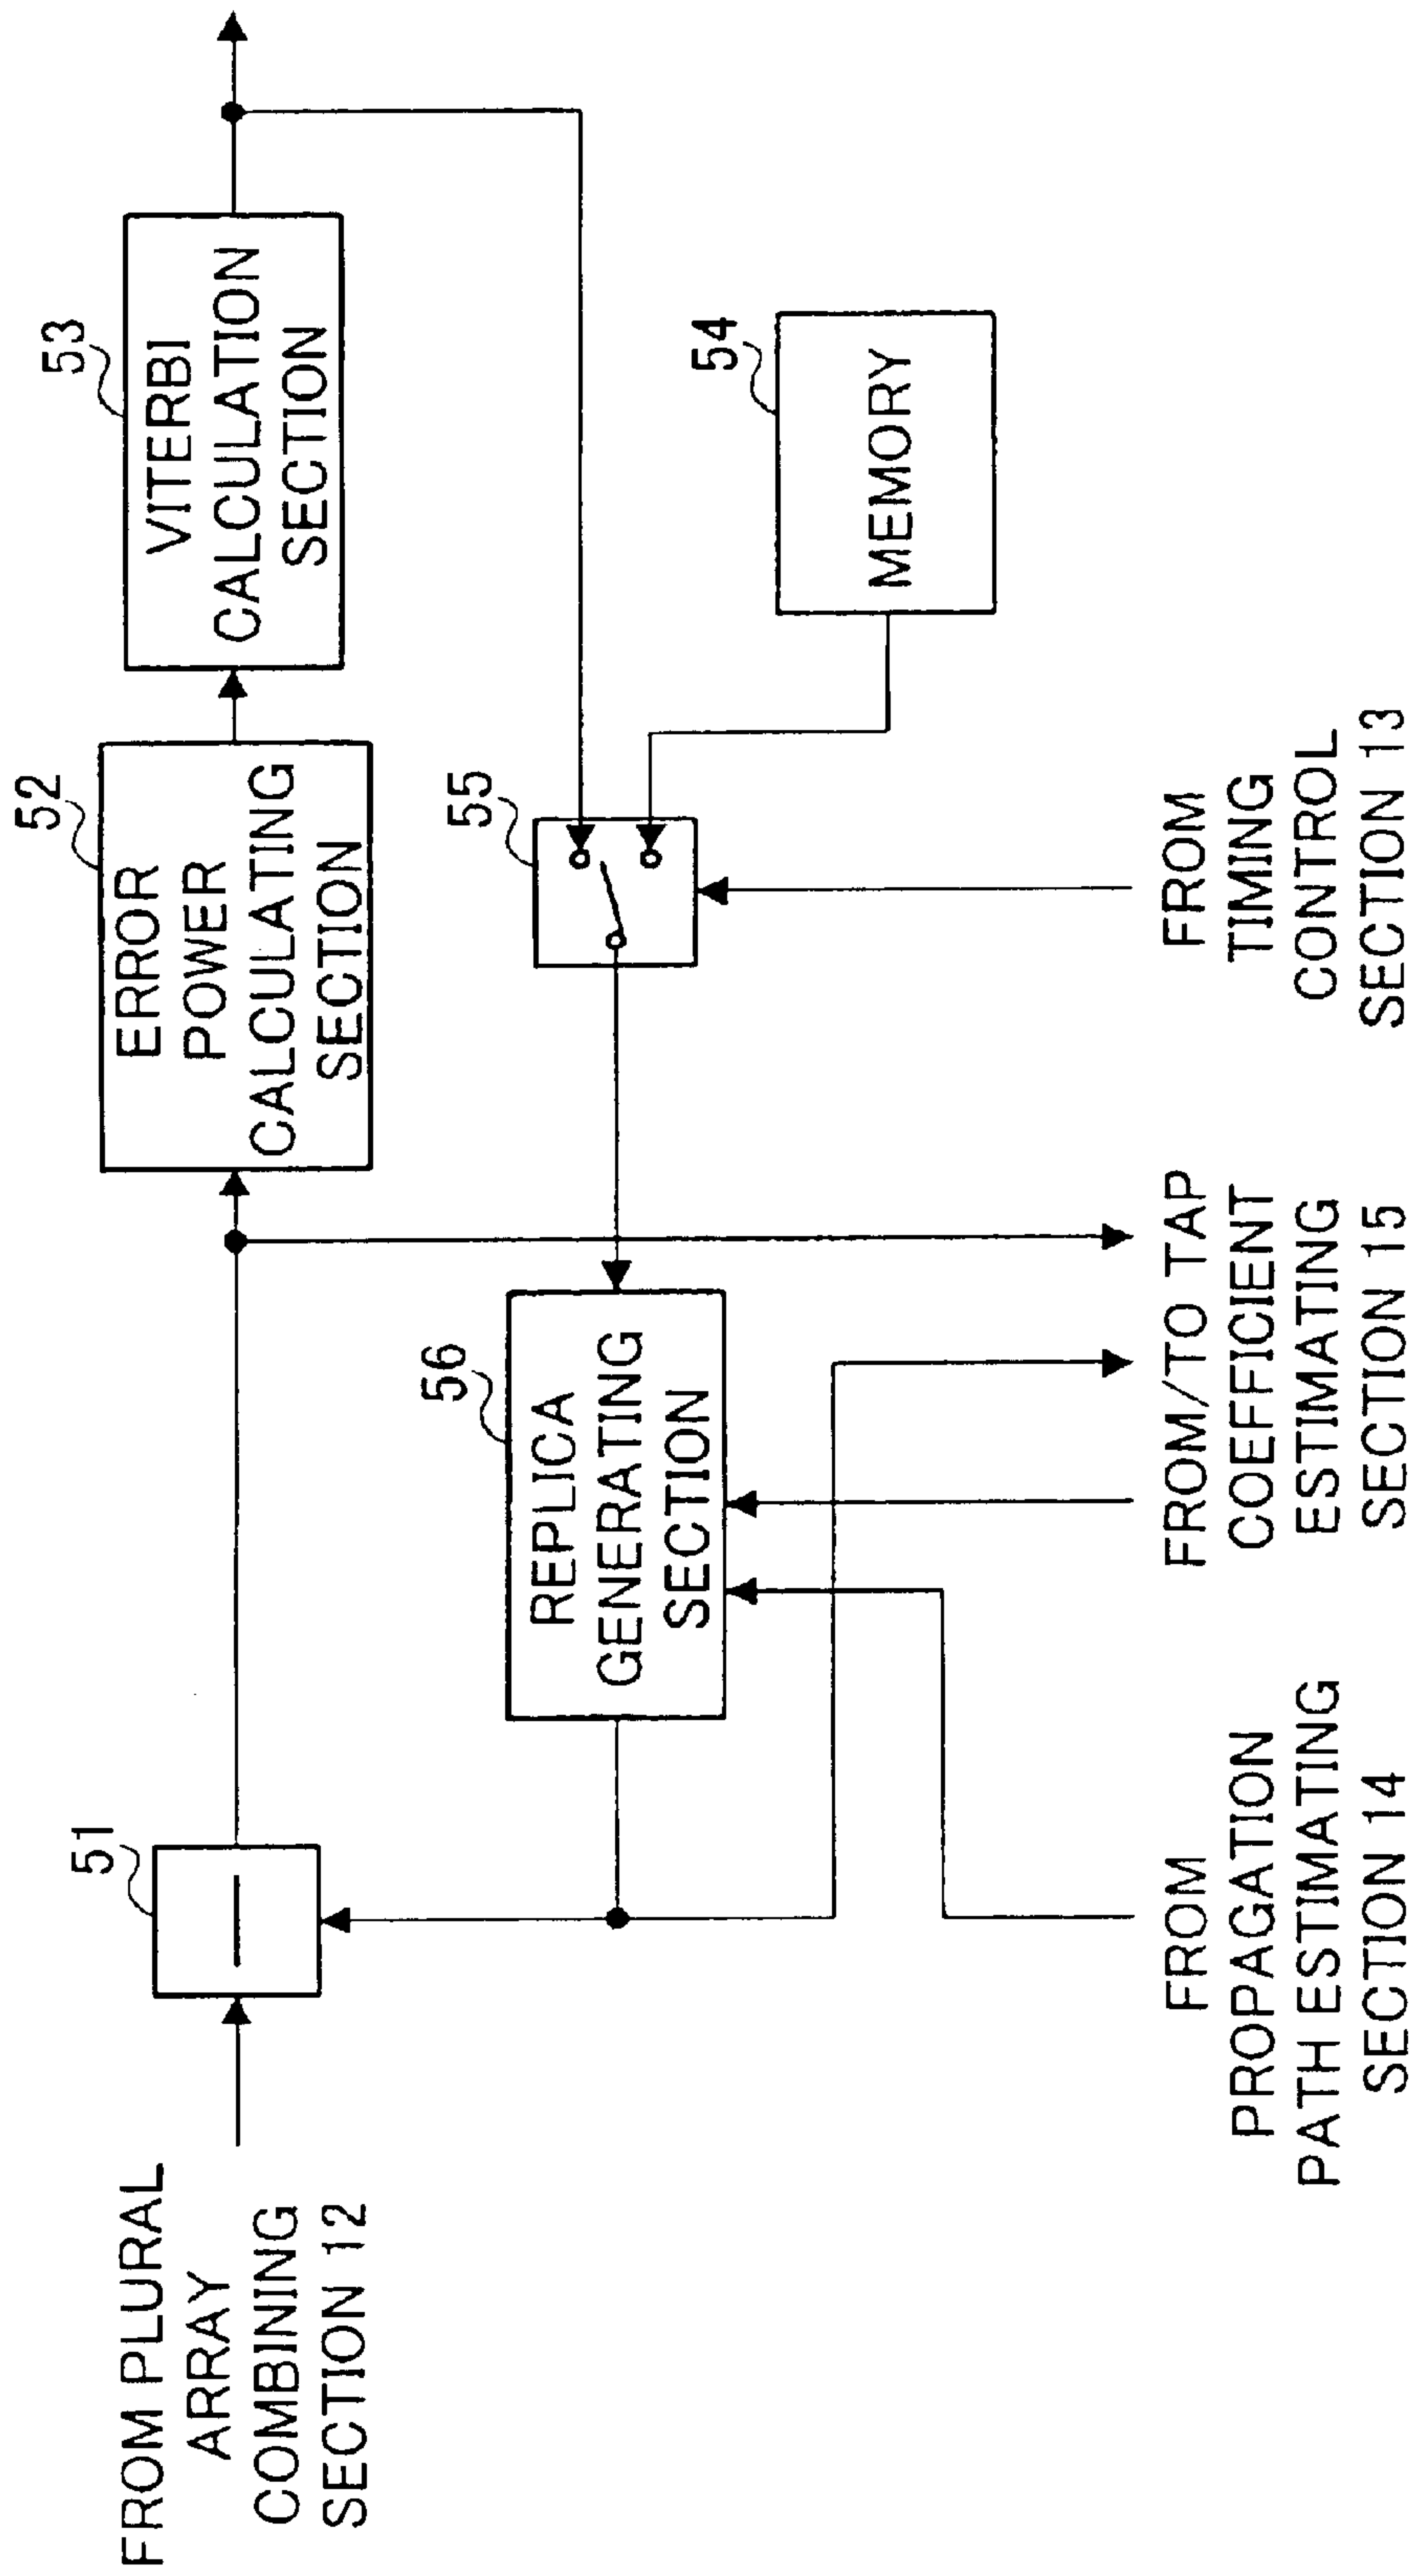 FROM PLURAL
ARRAY
COMBINING
SECTION 12
51
52
ERROR
POWER
CALCULATING
SECTION
53
VITERBI
CALCULATION
SECTION
56
REPLICA
GENERATING
SECTION
55
54
MEMORY
FROM
PROPAGATION
PATH ESTIMATING
SECTION 14
FROM/TO TAP
COEFFICIENT
ESTIMATING
SECTION 15
FROM
TIMING
CONTROL
SECTION 13